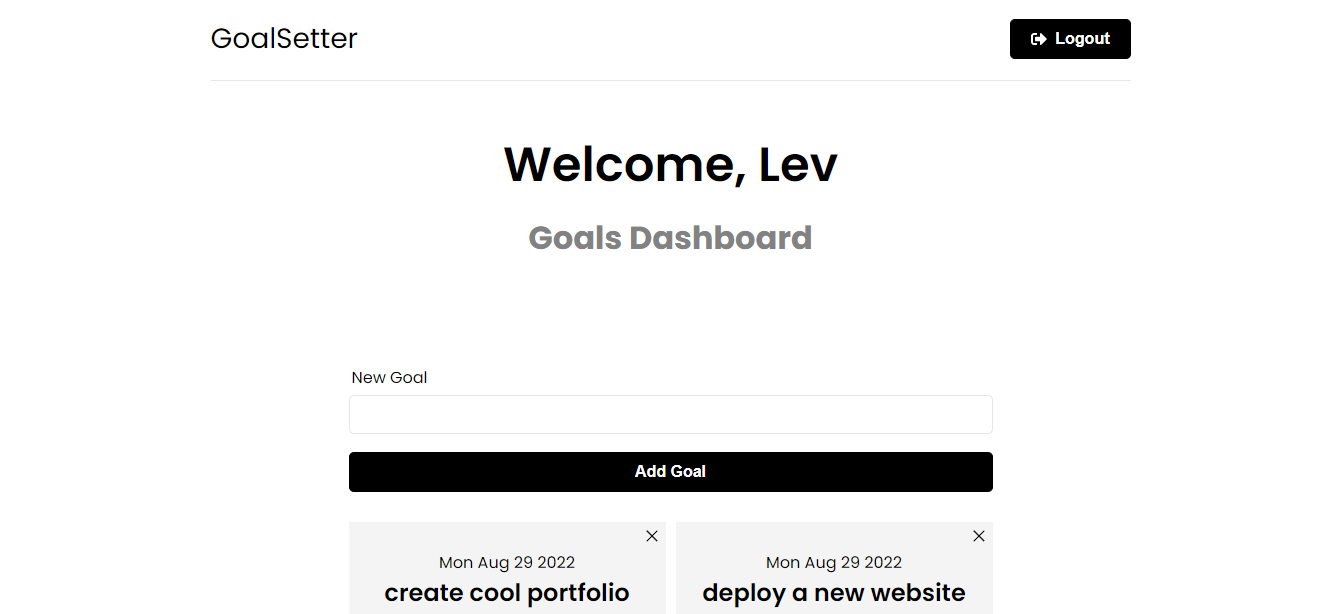 GoalSetter
Logout
Welcome, Lev
Goals Dashboard
New Goal
Add Goal
Mon Aug 29 2022
create cool portfolio
Mon Aug 29 2022
deploy a new website